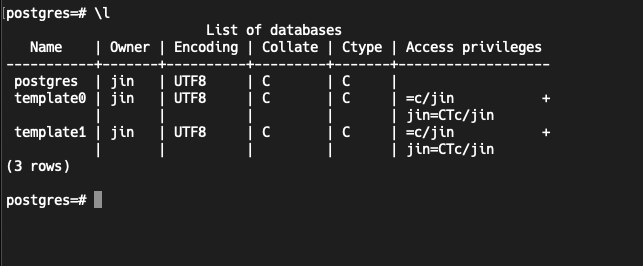 [postgres=# \l
                          List of databases
   Name    | Owner | Encoding | Collate | Ctype | Access privileges
-----------+-------+----------+---------+-------+-------------------
 postgres  | jin   | UTF8     | C       | C     |
 template0 | jin   | UTF8     | C       | C     | =c/jin           +
           |       |          |         |       | jin=CTc/jin
 template1 | jin   | UTF8     | C       | C     | =c/jin           +
           |       |          |         |       | jin=CTc/jin
(3 rows)
postgres=#